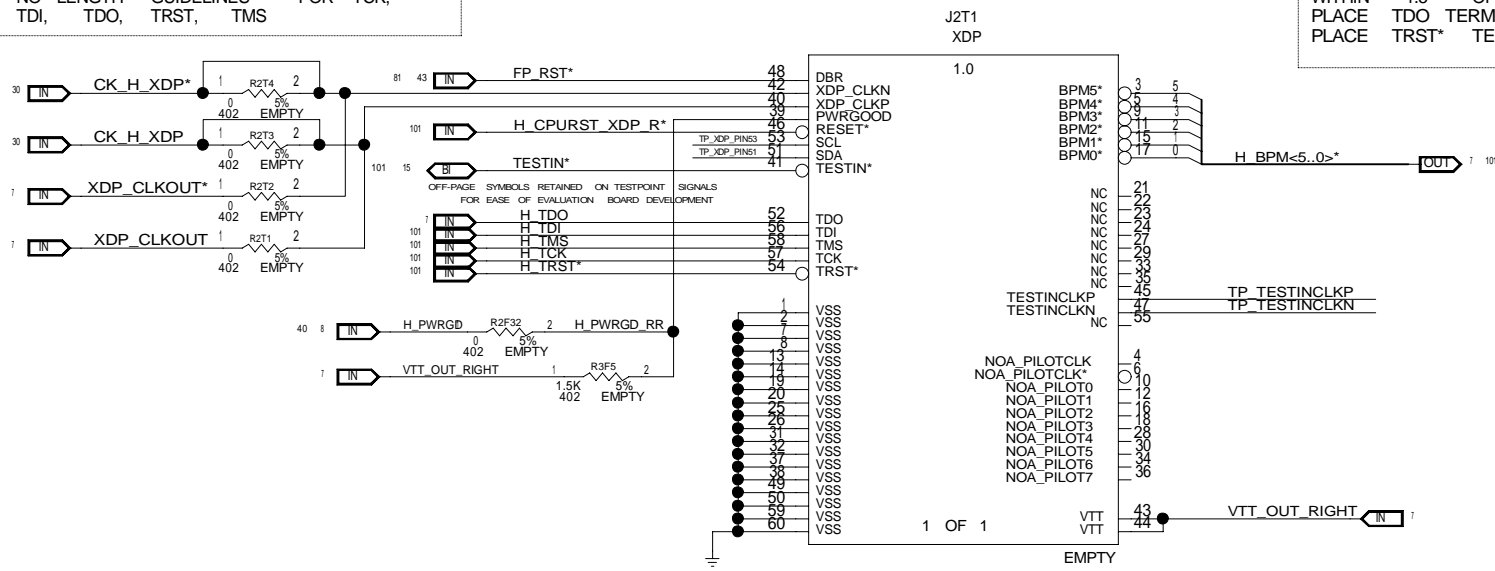 NO LENGTH GUIDELINES FOR TCK,
TDI, TDO, TRST, TMS
PLACE TDO TERM
PLACE TRST* TE
J2T1
XDP
1.0
30 IN CK_H_XDP* 1 R2T4 2
0 5%
402 EMPTY
30 IN CK_H_XDP 1 R2T3 2
0 5%
402 EMPTY
7 IN XDP_CLKOUT* 1 R2T2 2
0 5%
402 EMPTY
7 IN XDP_CLKOUT 1 R2T1 2
0 5%
402 EMPTY
81 43 IN FP_RST*
101 IN H_CPURST_XDP_R*
TP_XDP_PIN53
TP_XDP_PIN51
101 15 BI TESTIN*
OFF-PAGE SYMBOLS RETAINED ON TESTPOINT SIGNALS
FOR EASE OF EVALUATION BOARD DEVELOPMENT
7 IN H_TDO
101 IN H_TDI
101 IN H_TMS
101 IN H_TCK
101 IN H_TRST*
40 8 IN H_PWRGD 1 R2F32 2 H_PWRGD_RR
0 5%
402 EMPTY
7 IN VTT_OUT_RIGHT 1 R3F5 2
1.5K 5%
402 EMPTY
48 DBR
42 XDP_CLKN
40 XDP_CLKP
39 PWRGOOD
46 RESET*
53 SCL
51 SDA
41 TESTIN*
52 TDO
56 TDI
58 TMS
57 TCK
54 TRST*
1 VSS
2 VSS
7 VSS
8 VSS
13 VSS
14 VSS
19 VSS
20 VSS
25 VSS
26 VSS
31 VSS
32 VSS
37 VSS
38 VSS
49 VSS
50 VSS
59 VSS
60 VSS
BPM5* 3 5
BPM4* 5 4
BPM3* 9 3
BPM2* 11 2
BPM1* 15 1
BPM0* 17 0
H_BPM<5..0>* OUT 7 101
NC 21
NC 22
NC 23
NC 24
NC 27
NC 29
NC 33
NC 35
TESTINCLKP 45 TP_TESTINCLKP
TESTINCLKN 47 TP_TESTINCLKN
NC 55
NOA_PILOTCLK 4
NOA_PILOTCLK* 6
NOA_PILOT0 10
NOA_PILOT1 12
NOA_PILOT2 16
NOA_PILOT3 18
NOA_PILOT4 28
NOA_PILOT5 30
NOA_PILOT6 34
NOA_PILOT7 36
VTT 43
VTT 44
VTT_OUT_RIGHT IN 7
1 OF 1
EMPTY